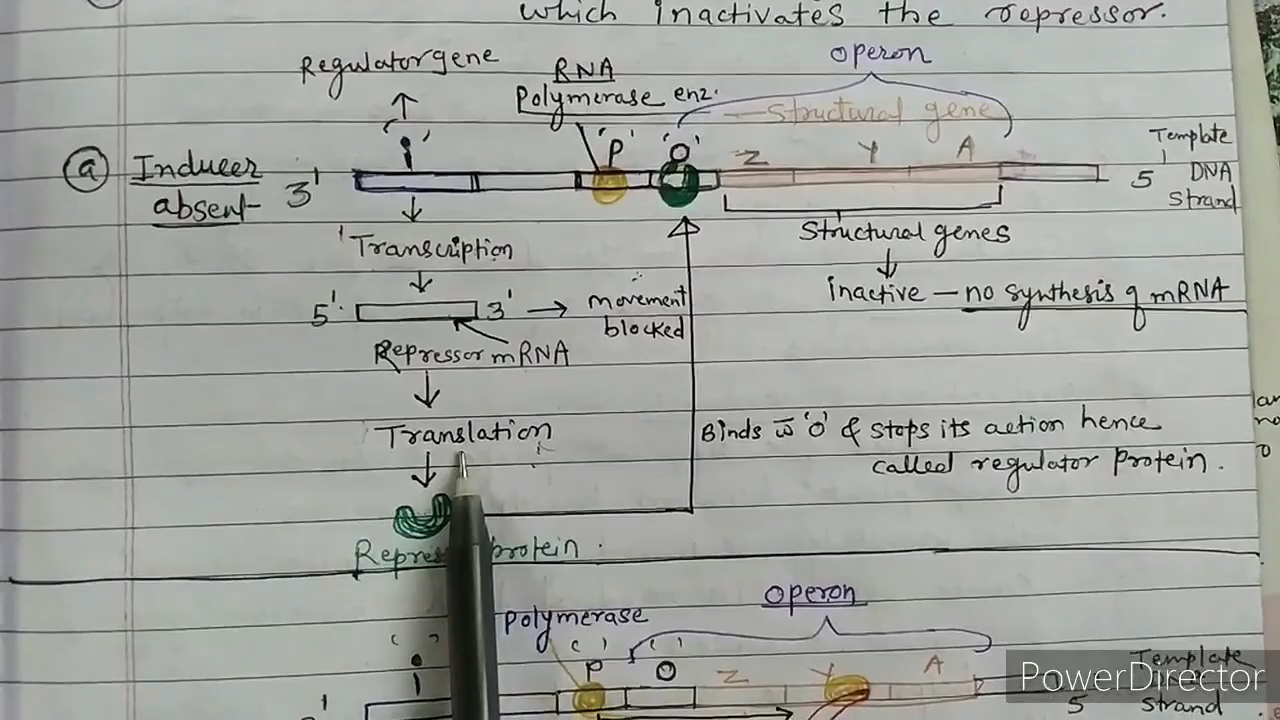 which inactivates the repressor.
Regulator gene
RNA
Polymerase enz.
Operon
Structural gene
'i'
'P'
'O'
Z
Y
A
Template
DNA
Strand
(a) Inducer
absent
3'
5'
Transcription
Structural genes
inactive — no synthesis of mRNA
5' 3' → movement
blocked
Repressor mRNA
Translation
Binds w̅ 'O' & stops its action hence
called regulator protein.
protein.
Operon
polymerase
'i'
'P'
'O'
Z
Y
A
Template
5
Strand
PowerDirector